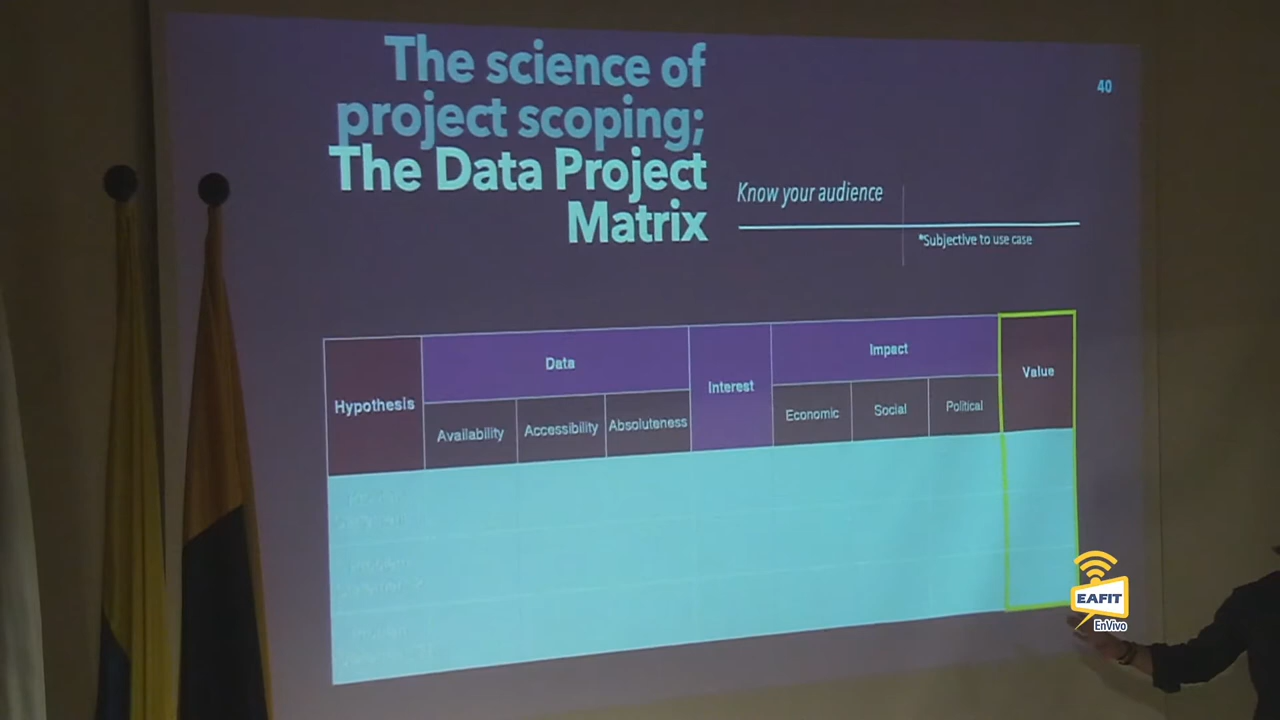 The science of
project scoping;
The Data Project
Matrix
40
Know your audience
*Subjective to use case
Hypothesis
Data
Interest
Impact
Value
Availability
Accessibility
Absoluteness
Economic
Social
Political
EAFIT
EnVivo